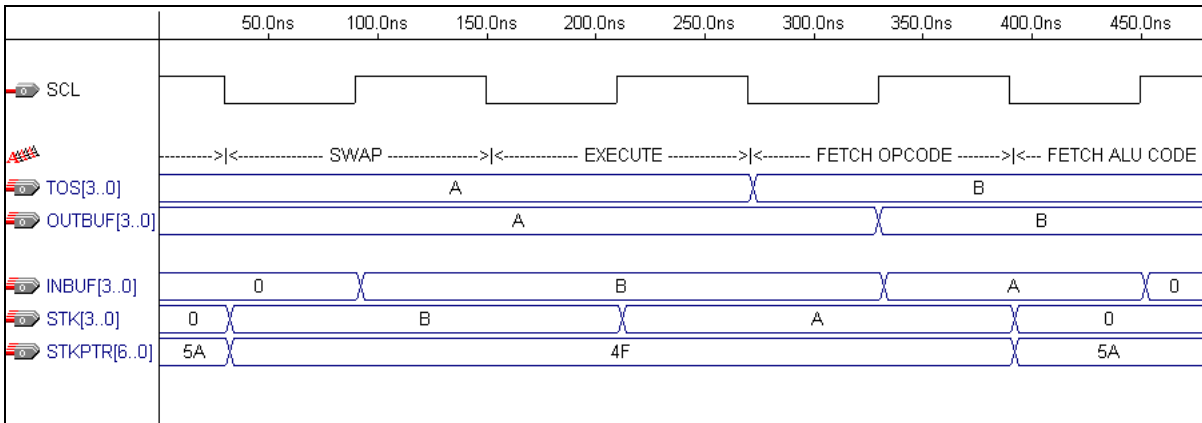 50.0ns 100.0ns 150.0ns 200.0ns 250.0ns 300.0ns 350.0ns 400.0ns 450.0ns
SCL
-------->|<------------- SWAP -------------->|<------------ EXECUTE ------------>|<------- FETCH OPCODE ------->|<--- FETCH ALU CODE
TOS[3..0] A B
OUTBUF[3..0] A B
INBUF[3..0] 0 B A 0
STK[3..0] 0 B A 0
STKPTR[6..0] 5A 4F 5A